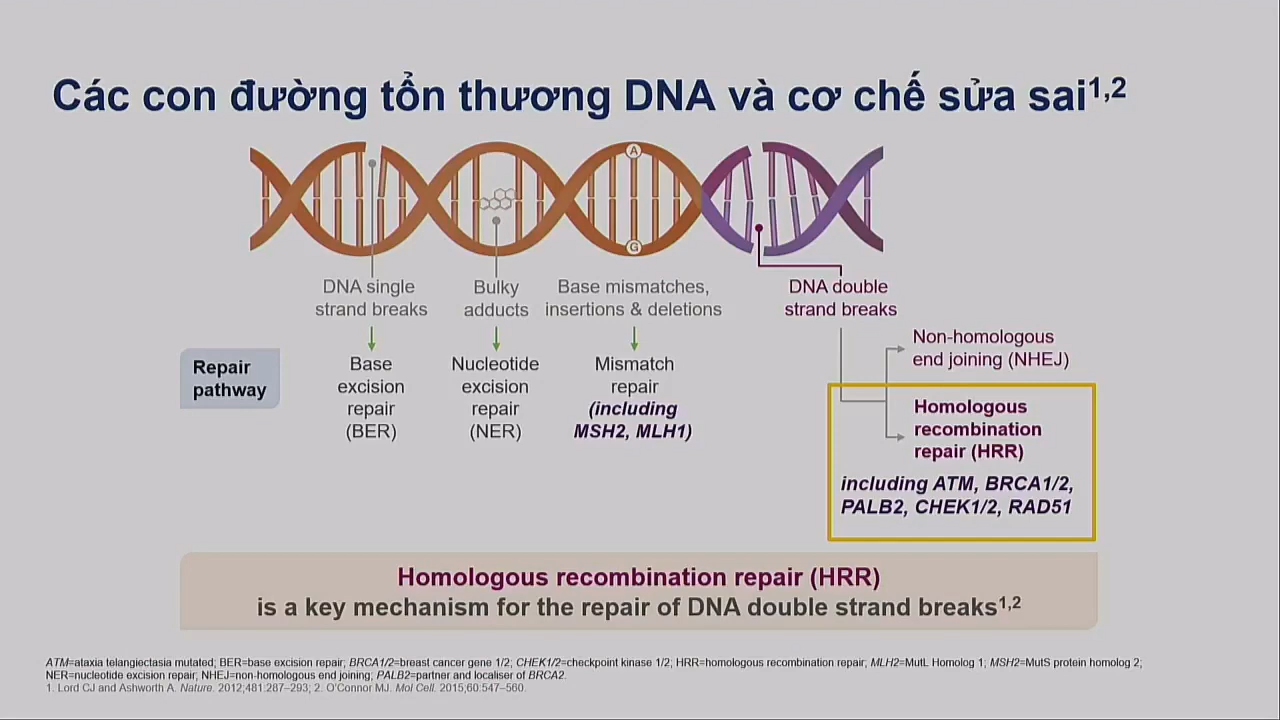 Các con đường tổn thương DNA và cơ chế sửa sai1,2
A
G
DNA single
strand breaks
Bulky
adducts
Base mismatches,
insertions & deletions
DNA double
strand breaks
Repair
pathway
Base
excision
repair
(BER)
Nucleotide
excision
repair
(NER)
Mismatch
repair
(including
MSH2, MLH1)
Non-homologous
end joining (NHEJ)
Homologous
recombination
repair (HRR)
including ATM, BRCA1/2,
PALB2, CHEK1/2, RAD51
Homologous recombination repair (HRR)
is a key mechanism for the repair of DNA double strand breaks1,2
ATM=ataxia telangiectasia mutated; BER=base excision repair; BRCA1/2=breast cancer gene 1/2; CHEK1/2=checkpoint kinase 1/2; HRR=homologous recombination repair; MLH2=MutL Homolog 1; MSH2=MutS protein homolog 2;
NER=nucleotide excision repair; NHEJ=non-homologous end joining; PALB2=partner and localiser of BRCA2.
1. Lord CJ and Ashworth A. Nature. 2012;481:287–293; 2. O'Connor MJ. Mol Cell. 2015;60:547–560.